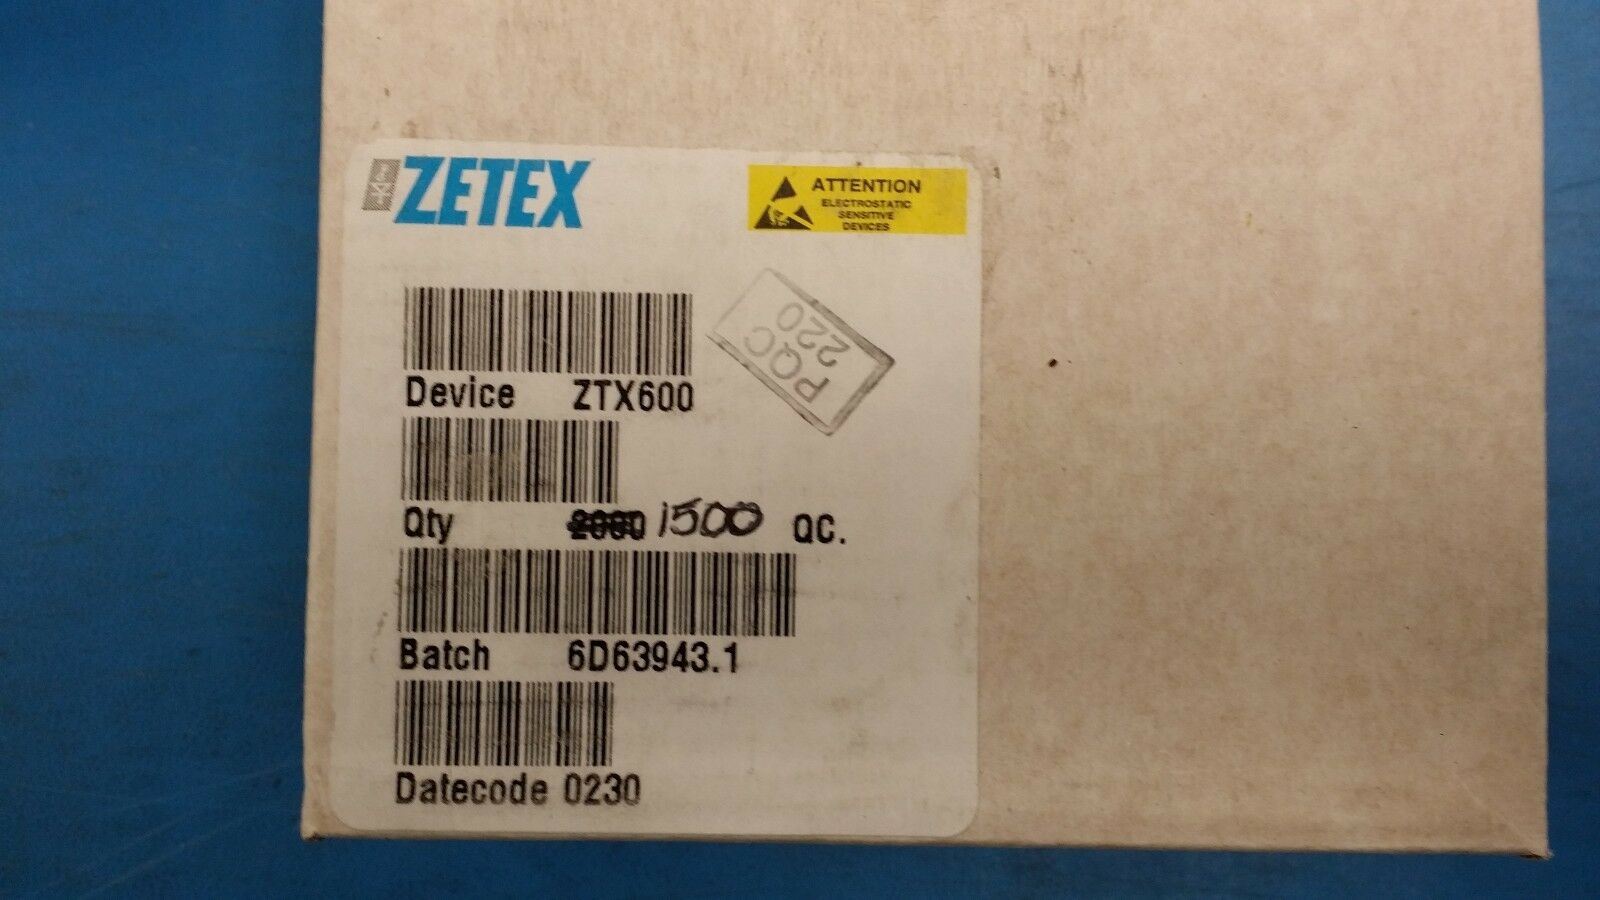 ZETEX
ATTENTION
ELECTROSTATIC
SENSITIVE
DEVICES
PQC
220
Device ZTX600
Qty 2000 1500 QC.
Batch 6D63943.1
Datecode 0230